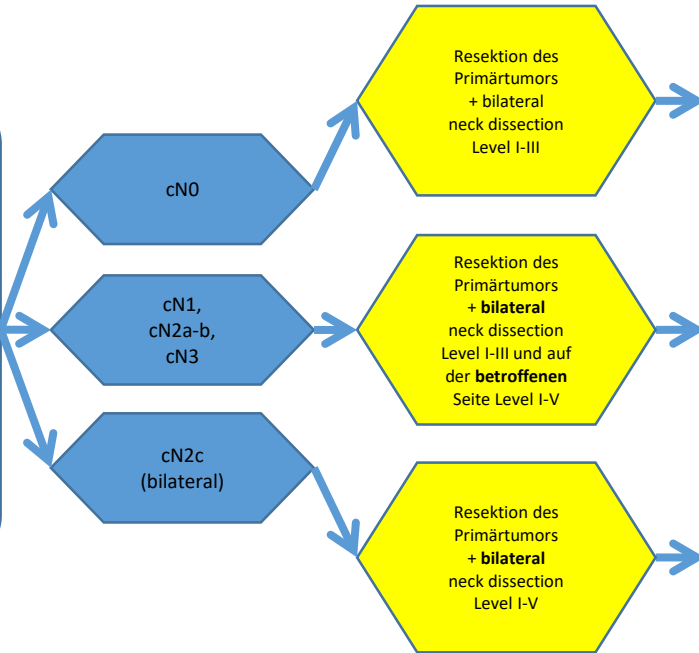 cN0
Resektion des
Primärtumors
+ bilateral
neck dissection
Level I-III
cN1,
cN2a-b,
cN3
Resektion des
Primärtumors
+ bilateral
neck dissection
Level I-III und auf
der betroffenen
Seite Level I-V
cN2c
(bilateral)
Resektion des
Primärtumors
+ bilateral
neck dissection
Level I-V